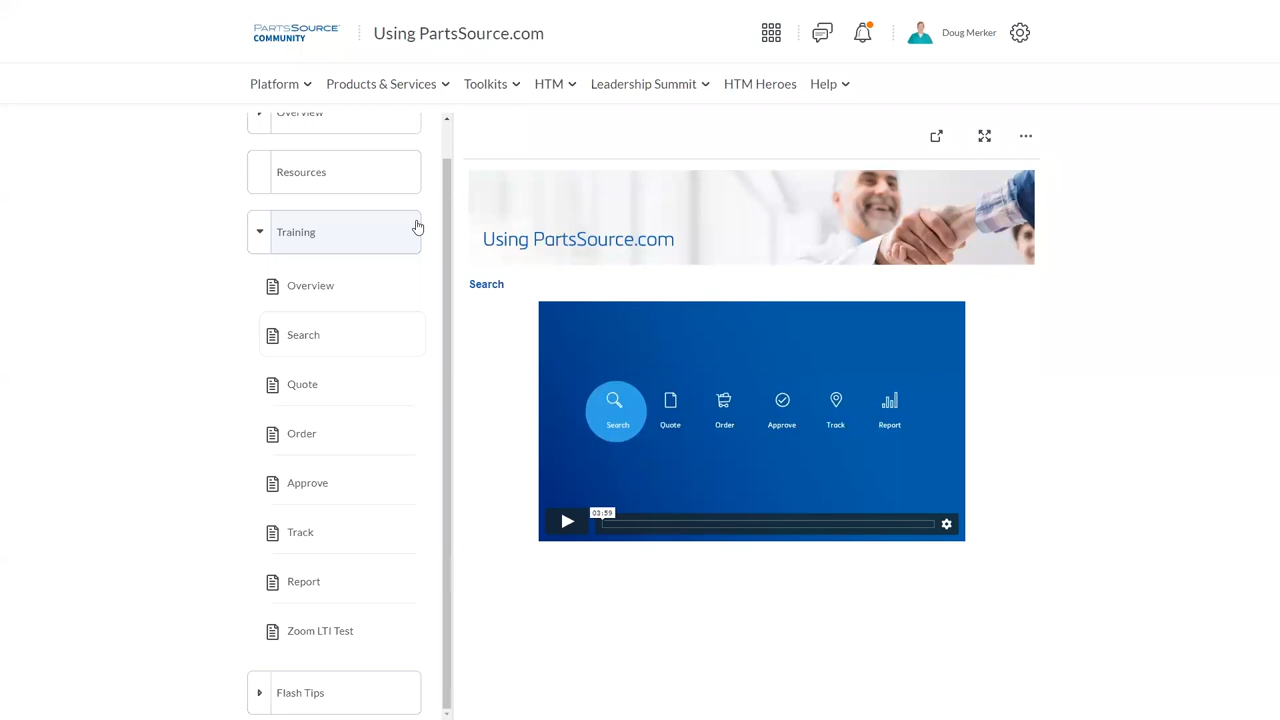 PARTSSOURCE
COMMUNITY
Using PartsSource.com
Doug Merker
Platform
Products & Services
Toolkits
HTM
Leadership Summit
HTM Heroes
Help
Overview
Resources
Training
Overview
Search
Quote
Order
Approve
Track
Report
Zoom LTI Test
Flash Tips
Using PartsSource.com
Search
Search
Quote
Order
Approve
Track
Report
03:59